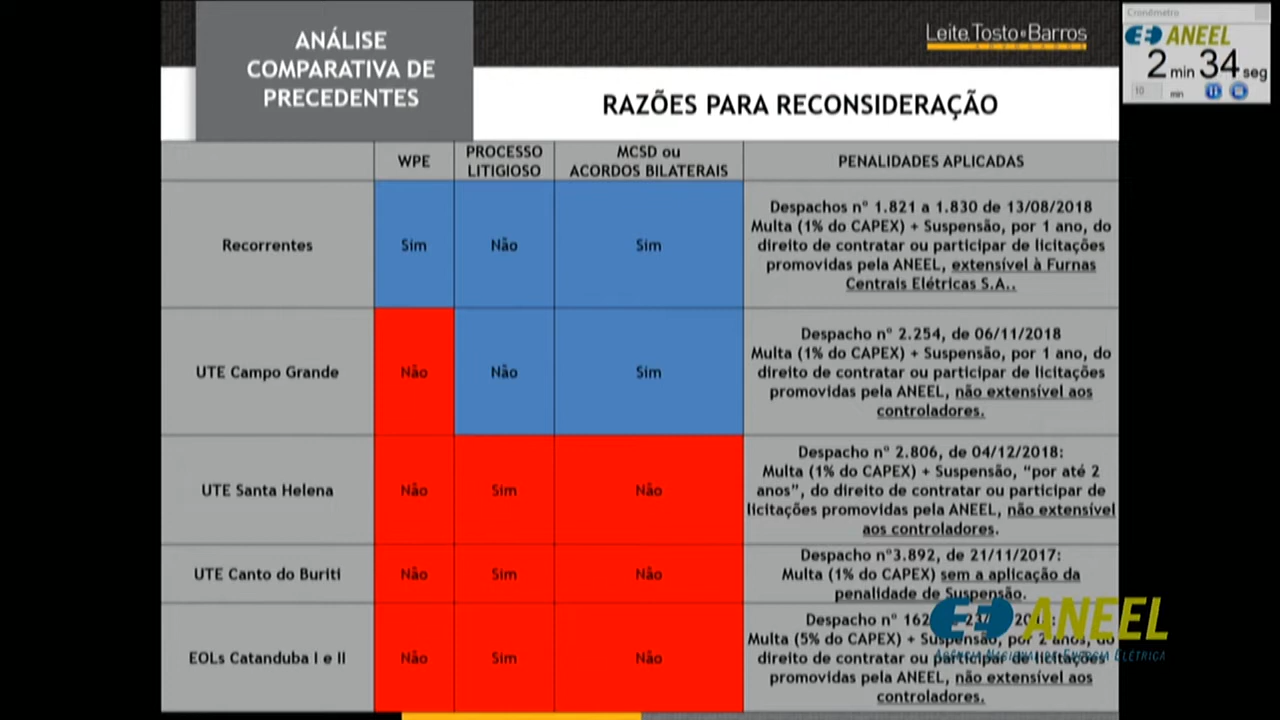 ANÁLISE
COMPARATIVA DE
PRECEDENTES
Leite, Tosto e Barros
ADVOGADOS
Cronômetro
ANEEL
2 min 34 seg
10 min
RAZÕES PARA RECONSIDERAÇÃO
WPE
PROCESSO
LITIGIOSO
MCSD ou
ACORDOS BILATERAIS
PENALIDADES APLICADAS
Recorrentes
Sim
Não
Sim
Despachos nº 1.821 a 1.830 de 13/08/2018
Multa (1% do CAPEX) + Suspensão, por 1 ano, do
direito de contratar ou participar de licitações
promovidas pela ANEEL, extensível à Furnas
Centrais Elétricas S.A..
UTE Campo Grande
Não
Não
Sim
Despacho nº 2.254, de 06/11/2018
Multa (1% do CAPEX) + Suspensão, por 1 ano, do
direito de contratar ou participar de licitações
promovidas pela ANEEL, não extensível aos
controladores.
UTE Santa Helena
Não
Sim
Não
Despacho nº 2.806, de 04/12/2018:
Multa (1% do CAPEX) + Suspensão, “por até 2
anos”, do direito de contratar ou participar de
licitações promovidas pela ANEEL, não extensível
aos controladores.
UTE Canto do Buriti
Não
Sim
Não
Despacho nº3.892, de 21/11/2017:
Multa (1% do CAPEX) sem a aplicação da
penalidade de Suspensão.
EOLs Catanduba I e II
Não
Sim
Não
Despacho nº
Multa (5% do CAPEX) + Suspensão, por 2 anos, do
direito de contratar ou participar de licitações
promovidas pela ANEEL, não extensível aos
controladores.
ANEEL
AGÊNCIA NACIONAL DE ENERGIA ELÉTRICA